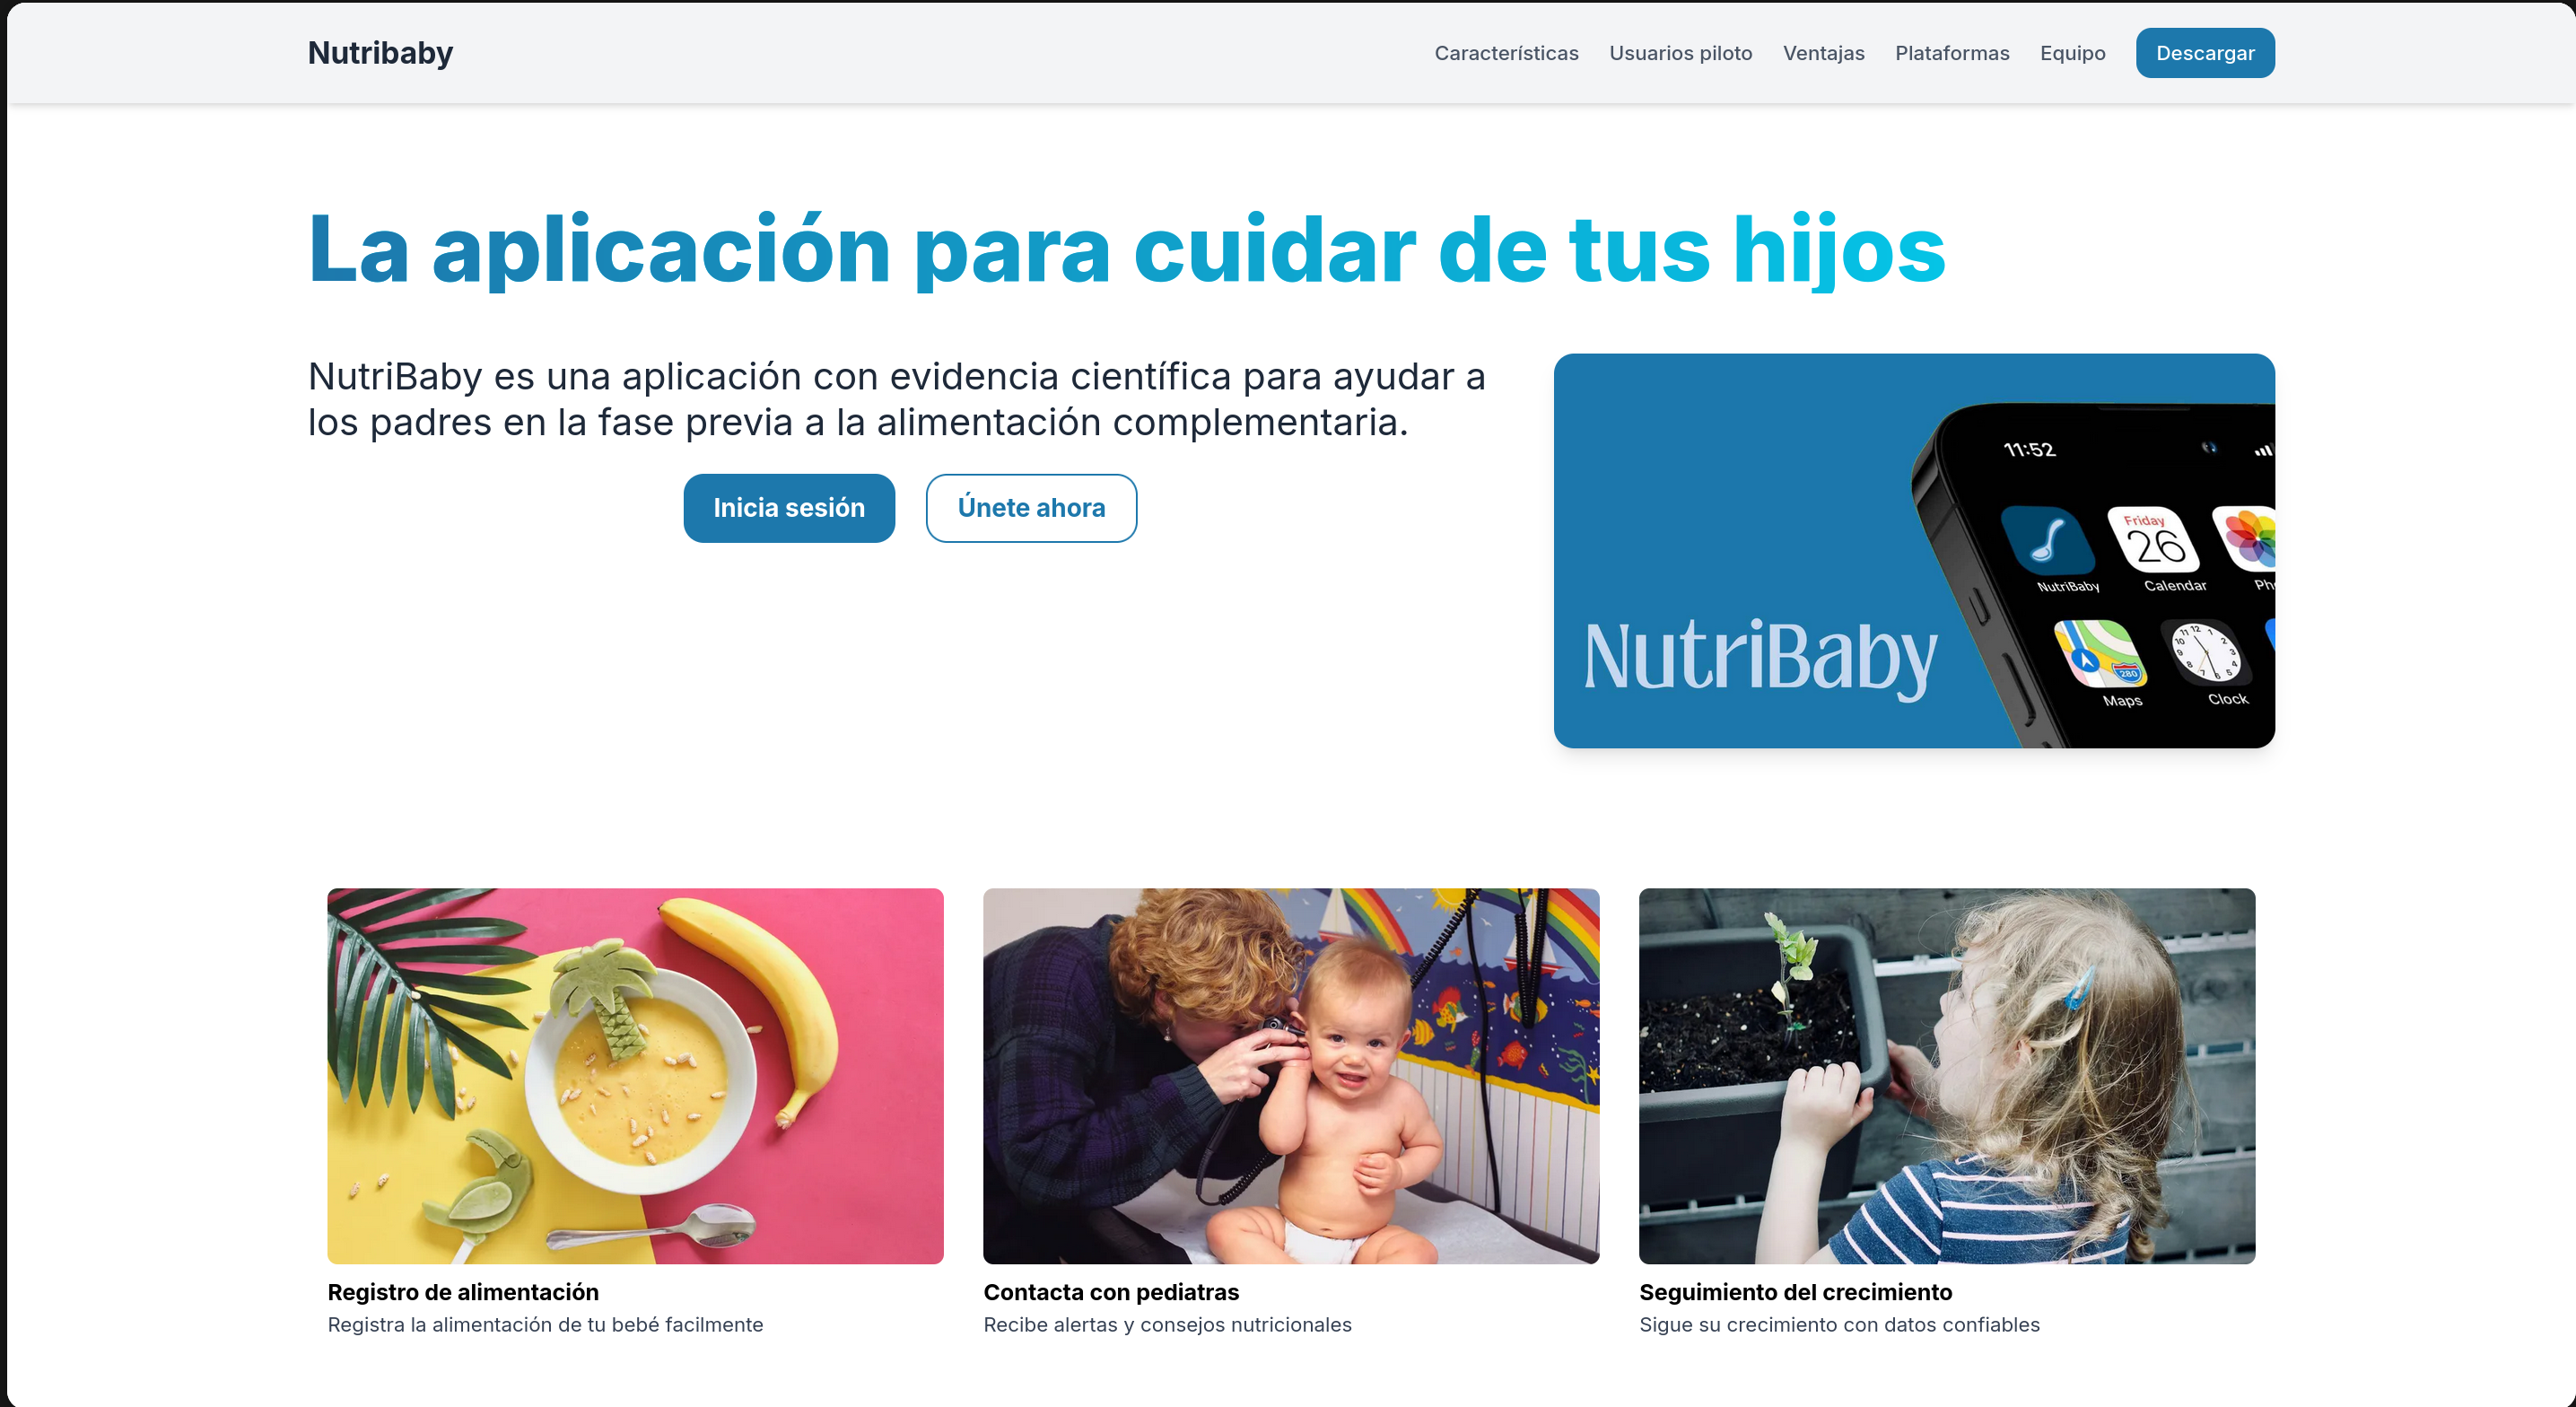 Nutribaby
Características Usuarios piloto Ventajas Plataformas Equipo Descargar
La aplicación para cuidar de tus hijos
NutriBaby es una aplicación con evidencia científica para ayudar a
los padres en la fase previa a la alimentación complementaria.
Inicia sesión Únete ahora
11:52
Friday
26
NutriBaby Calendar Pho
280
Maps Clock
NutriBaby
Registro de alimentación
Registra la alimentación de tu bebé facilmente
Contacta con pediatras
Recibe alertas y consejos nutricionales
Seguimiento del crecimiento
Sigue su crecimiento con datos confiables